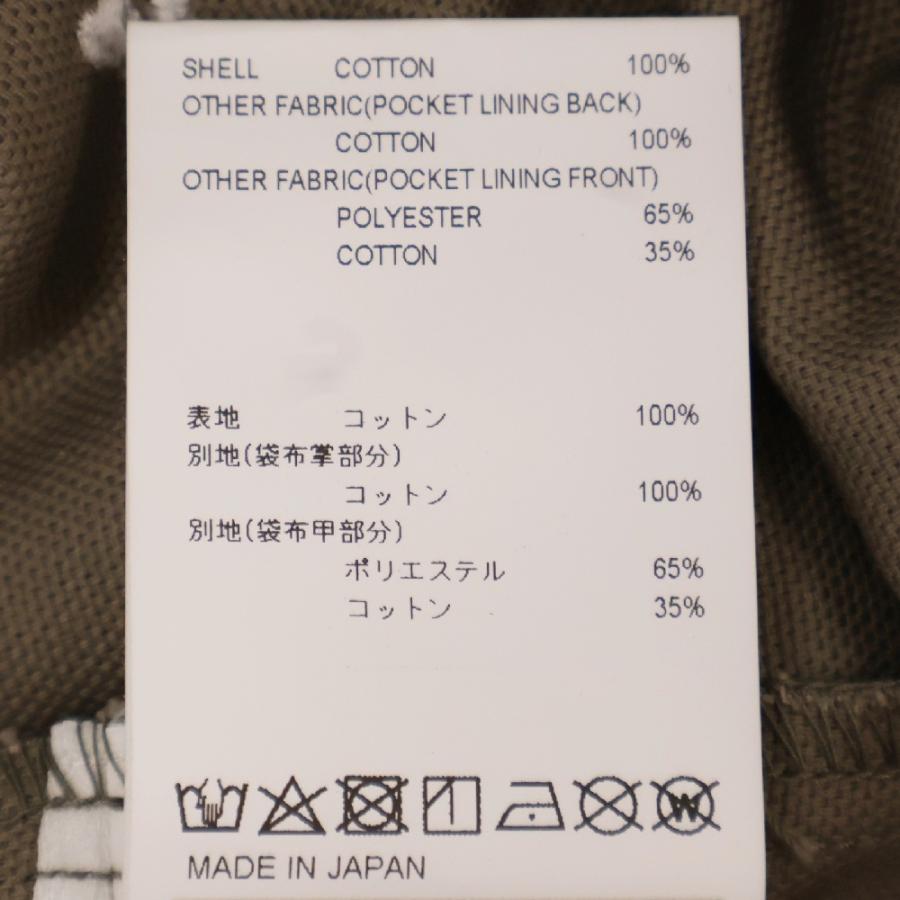 SHELL COTTON 100%
OTHER FABRIC(POCKET LINING BACK)
COTTON 100%
OTHER FABRIC(POCKET LINING FRONT)
POLYESTER 65%
COTTON 35%
表地 コットン 100%
別地(袋布掌部分)
コットン 100%
別地(袋布甲部分)
ポリエステル 65%
コットン 35%
W
MADE IN JAPAN